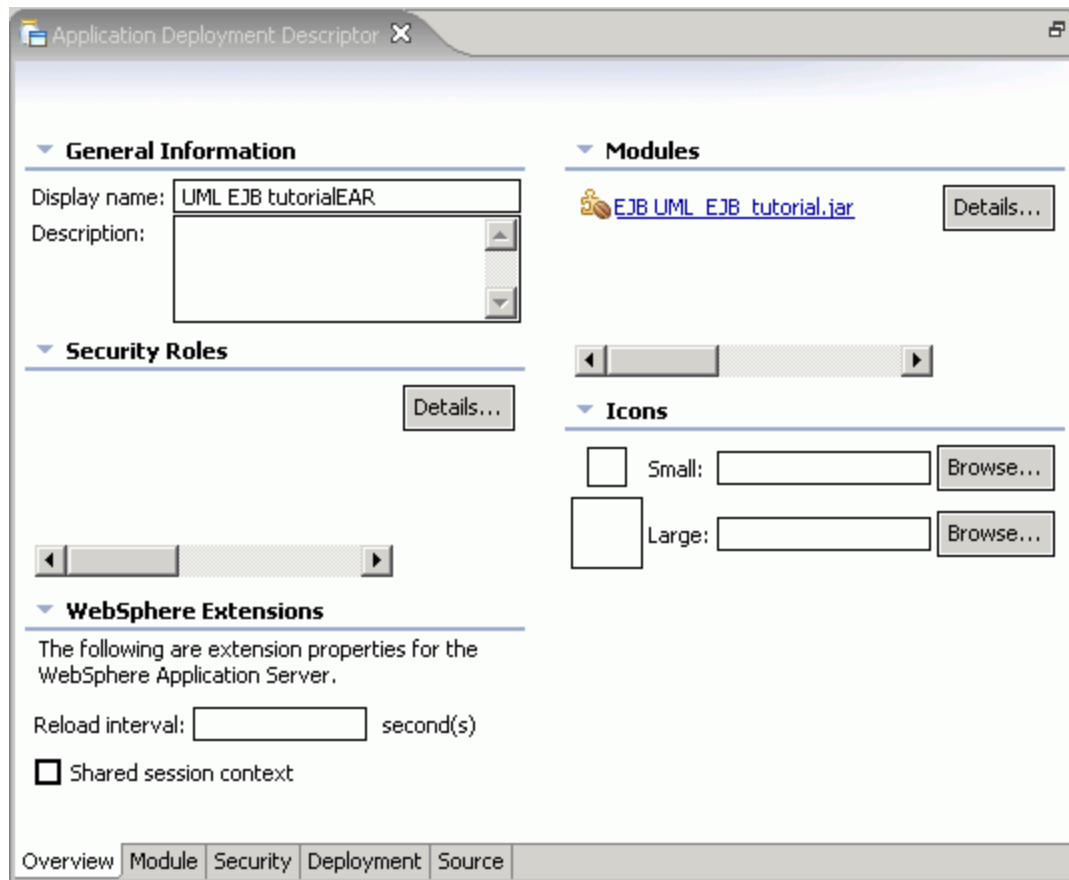 Application Deployment Descriptor
General Information
Display name: UML EJB tutorialEAR
Description:
Security Roles
Details...
WebSphere Extensions
The following are extension properties for the
WebSphere Application Server.
Reload interval: second(s)
Shared session context
Modules
EJB UML_EJB_tutorial.jar Details...
Icons
Small: Browse...
Large: Browse...
Overview Module Security Deployment Source